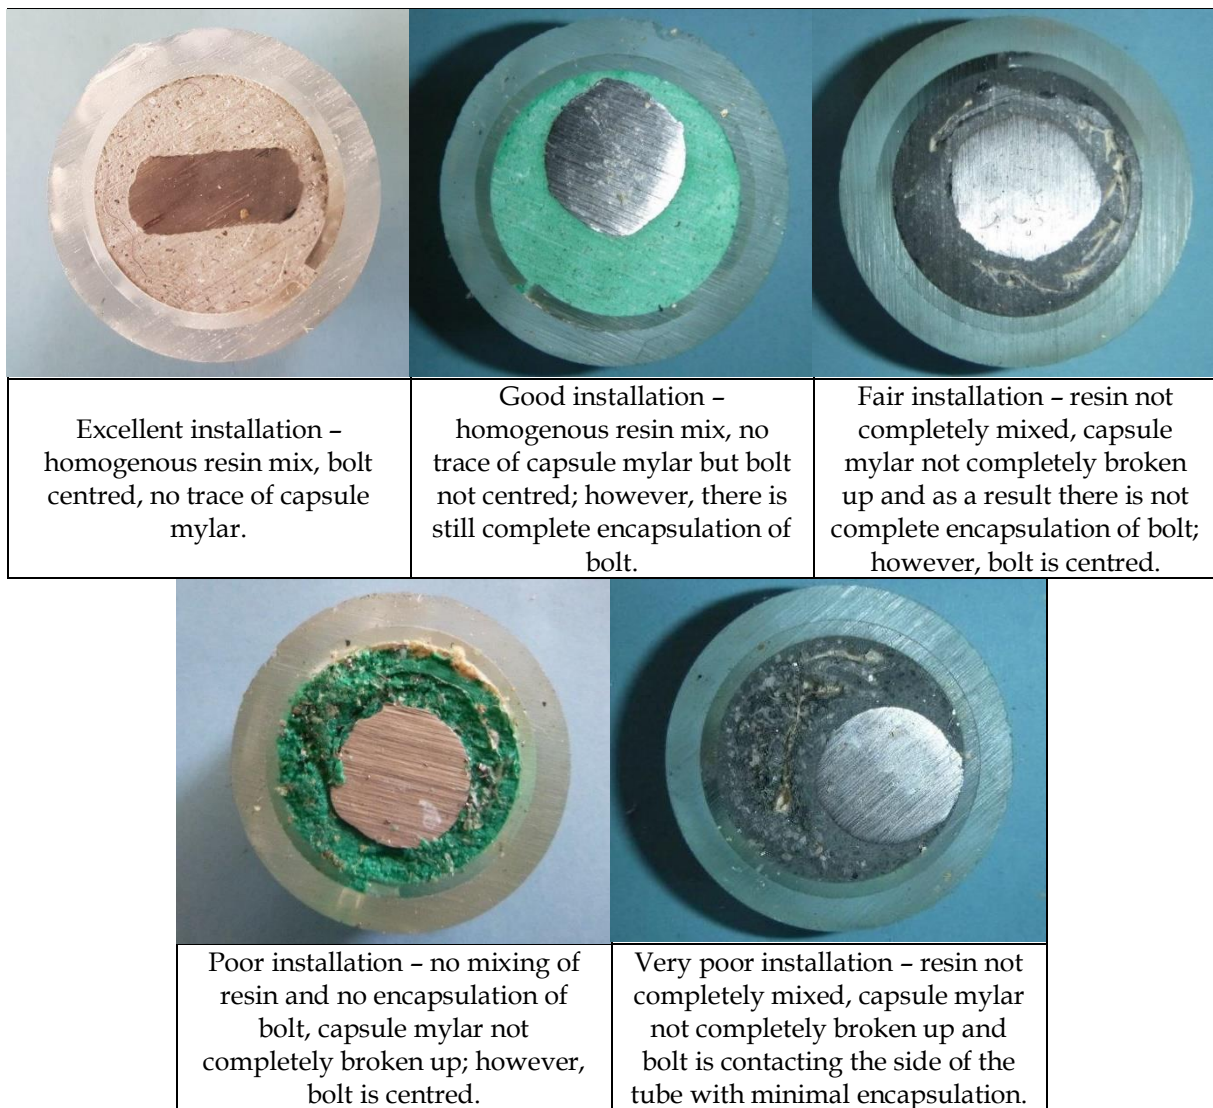 Excellent installation –
homogenous resin mix, bolt
centred, no trace of capsule
mylar.
Good installation –
homogenous resin mix, no
trace of capsule mylar but bolt
not centred; however, there is
still complete encapsulation of
bolt.
Fair installation – resin not
completely mixed, capsule
mylar not completely broken
up and as a result there is not
complete encapsulation of bolt;
however, bolt is centred.
Poor installation – no mixing of
resin and no encapsulation of
bolt, capsule mylar not
completely broken up; however,
bolt is centred.
Very poor installation – resin not
completely mixed, capsule mylar
not completely broken up and
bolt is contacting the side of the
tube with minimal encapsulation.